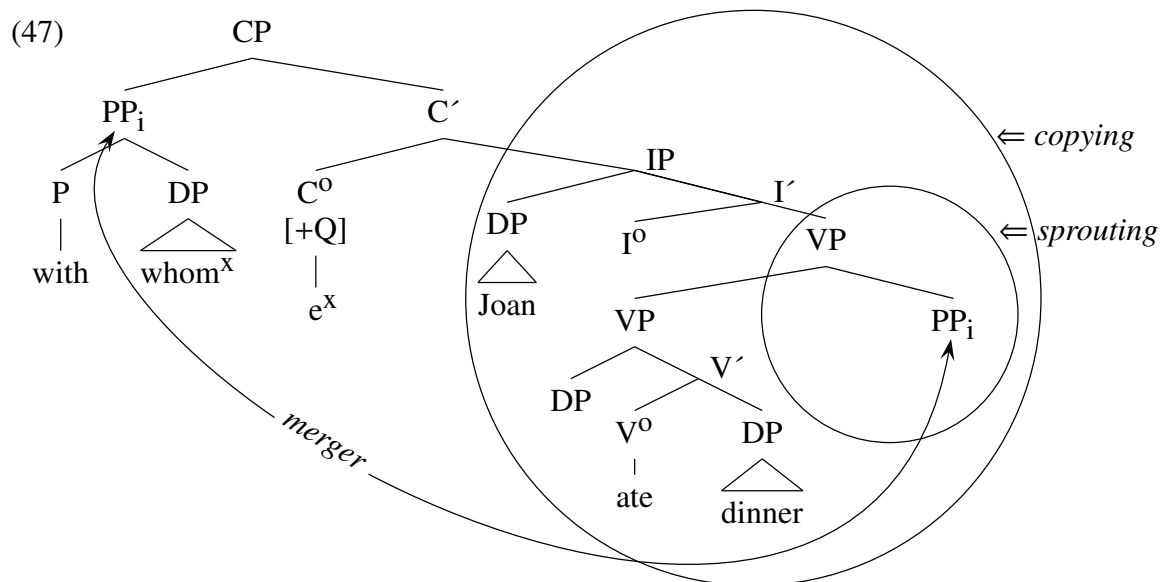 (47) CP
PPi C´ ⇐ copying
P DP Cᵒ IP
[+Q] DP I´
with whomˣ Iᵒ VP ⇐ sprouting
eˣ Joan
VP PPi
DP V´
merger Vᵒ DP
ate dinner